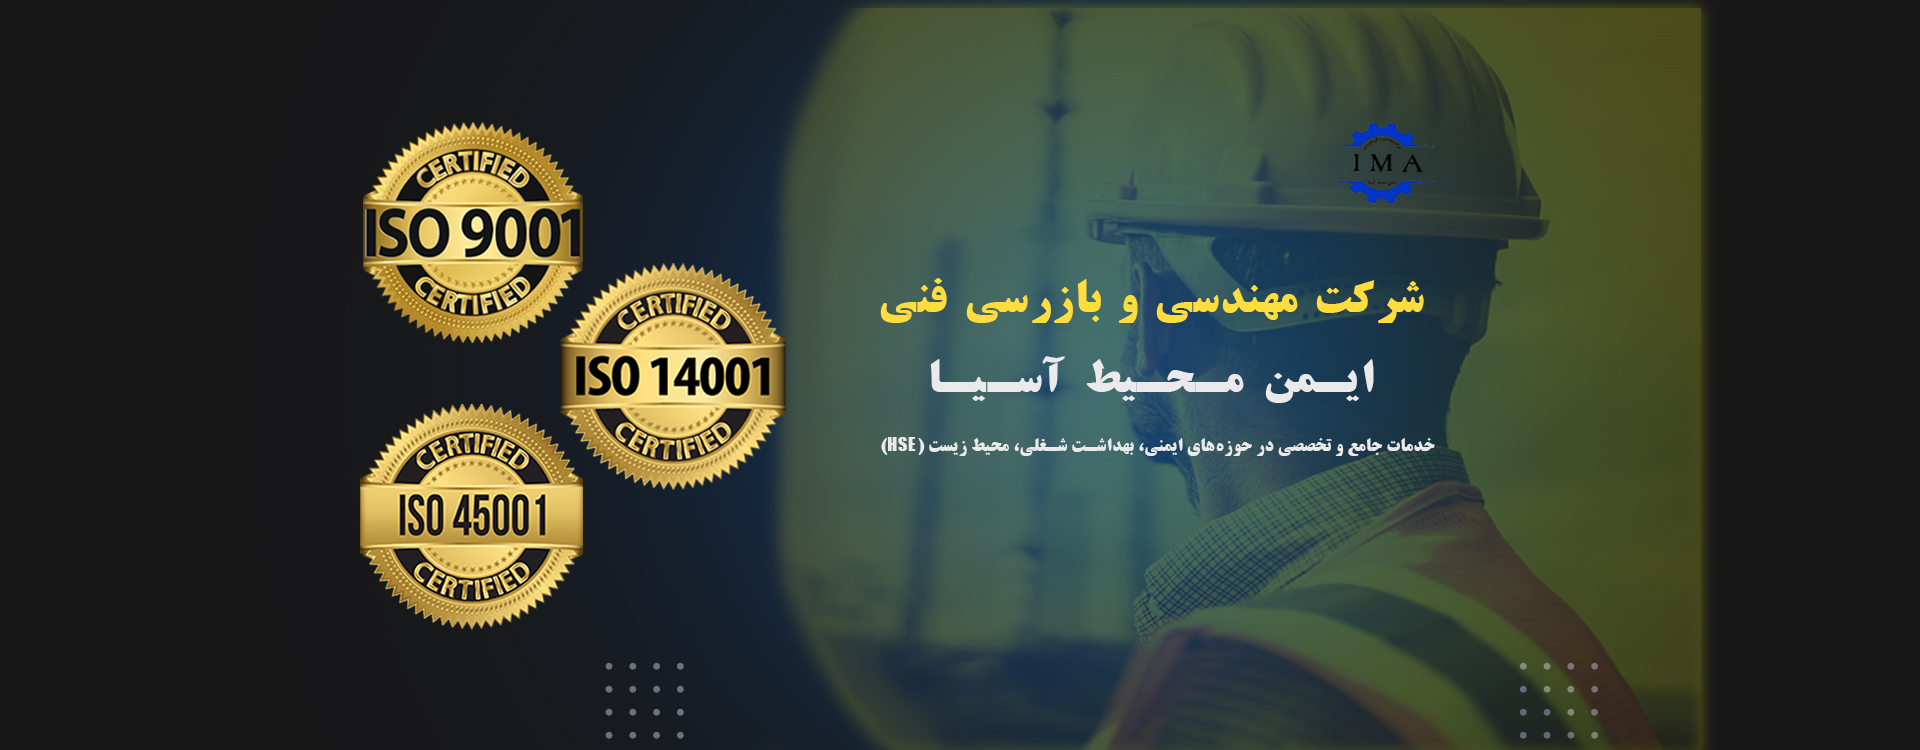 IMA
شرکت مهندسی و بازرسی فنی
ایمن محیط آسیا
خدمات جامع و تخصصی در حوزه‌های ایمنی، بهداشت شغلی، محیط زیست (HSE)
CERTIFIED
ISO 9001
CERTIFIED
CERTIFIED
ISO 14001
CERTIFIED
CERTIFIED
ISO 45001
CERTIFIED